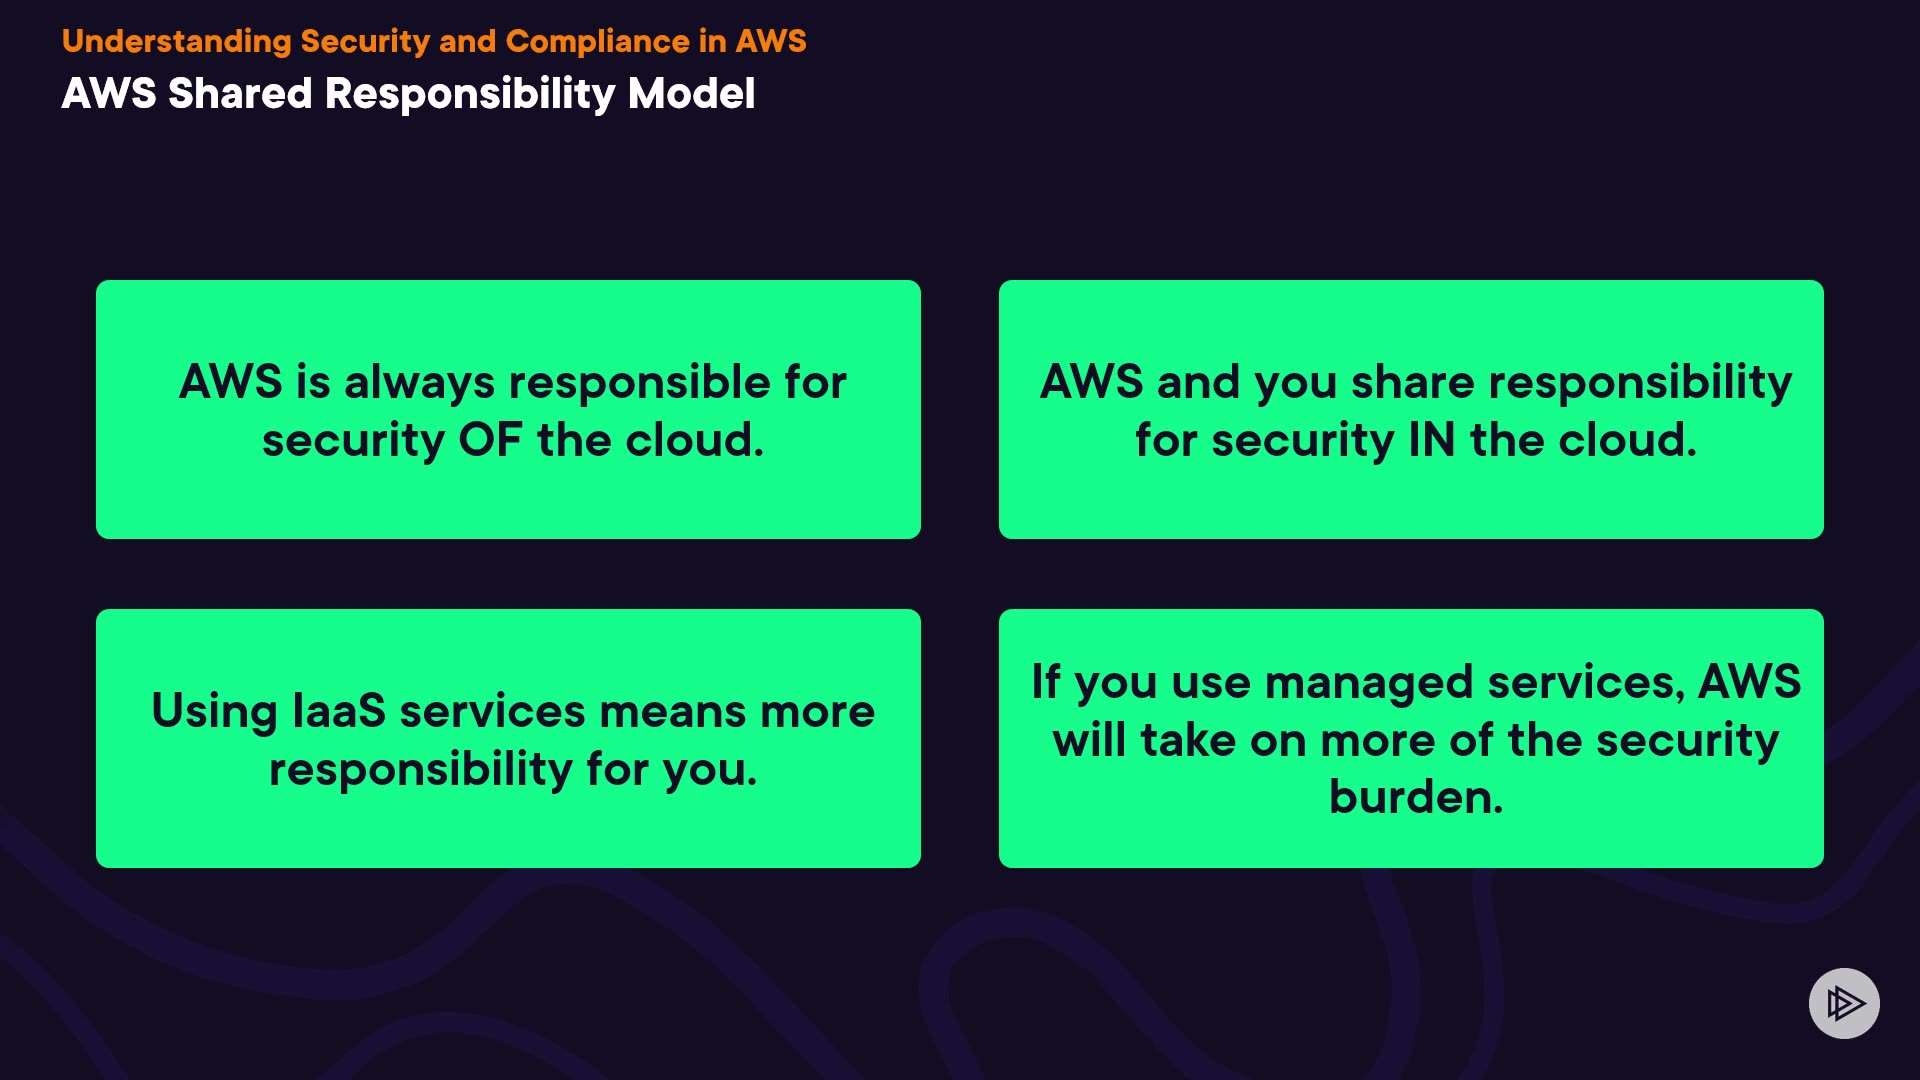 Understanding Security and Compliance in AWS
AWS Shared Responsibility Model
AWS is always responsible for
security OF the cloud.
AWS and you share responsibility
for security IN the cloud.
Using IaaS services means more
responsibility for you.
If you use managed services, AWS
will take on more of the security
burden.